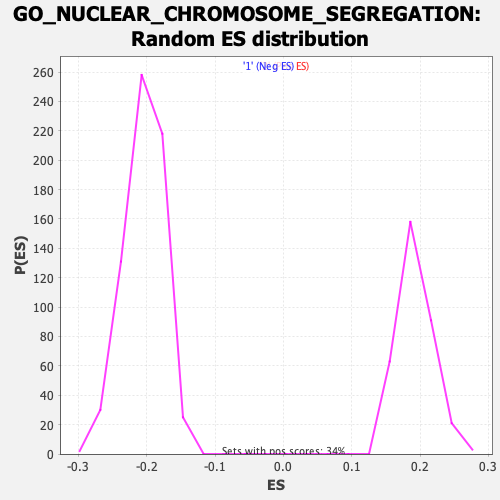 GO_NUCLEAR_CHROMOSOME_SEGREGATION:
Random ES distribution
'1' (Neg ES) ES)
260
240
220
200
180
160
140
120
100
80
60
40
20
0
P(ES)
Sets with pos scores: 34%
-0.3 -0.2 -0.1 0.0 0.1 0.2 0.3
ES